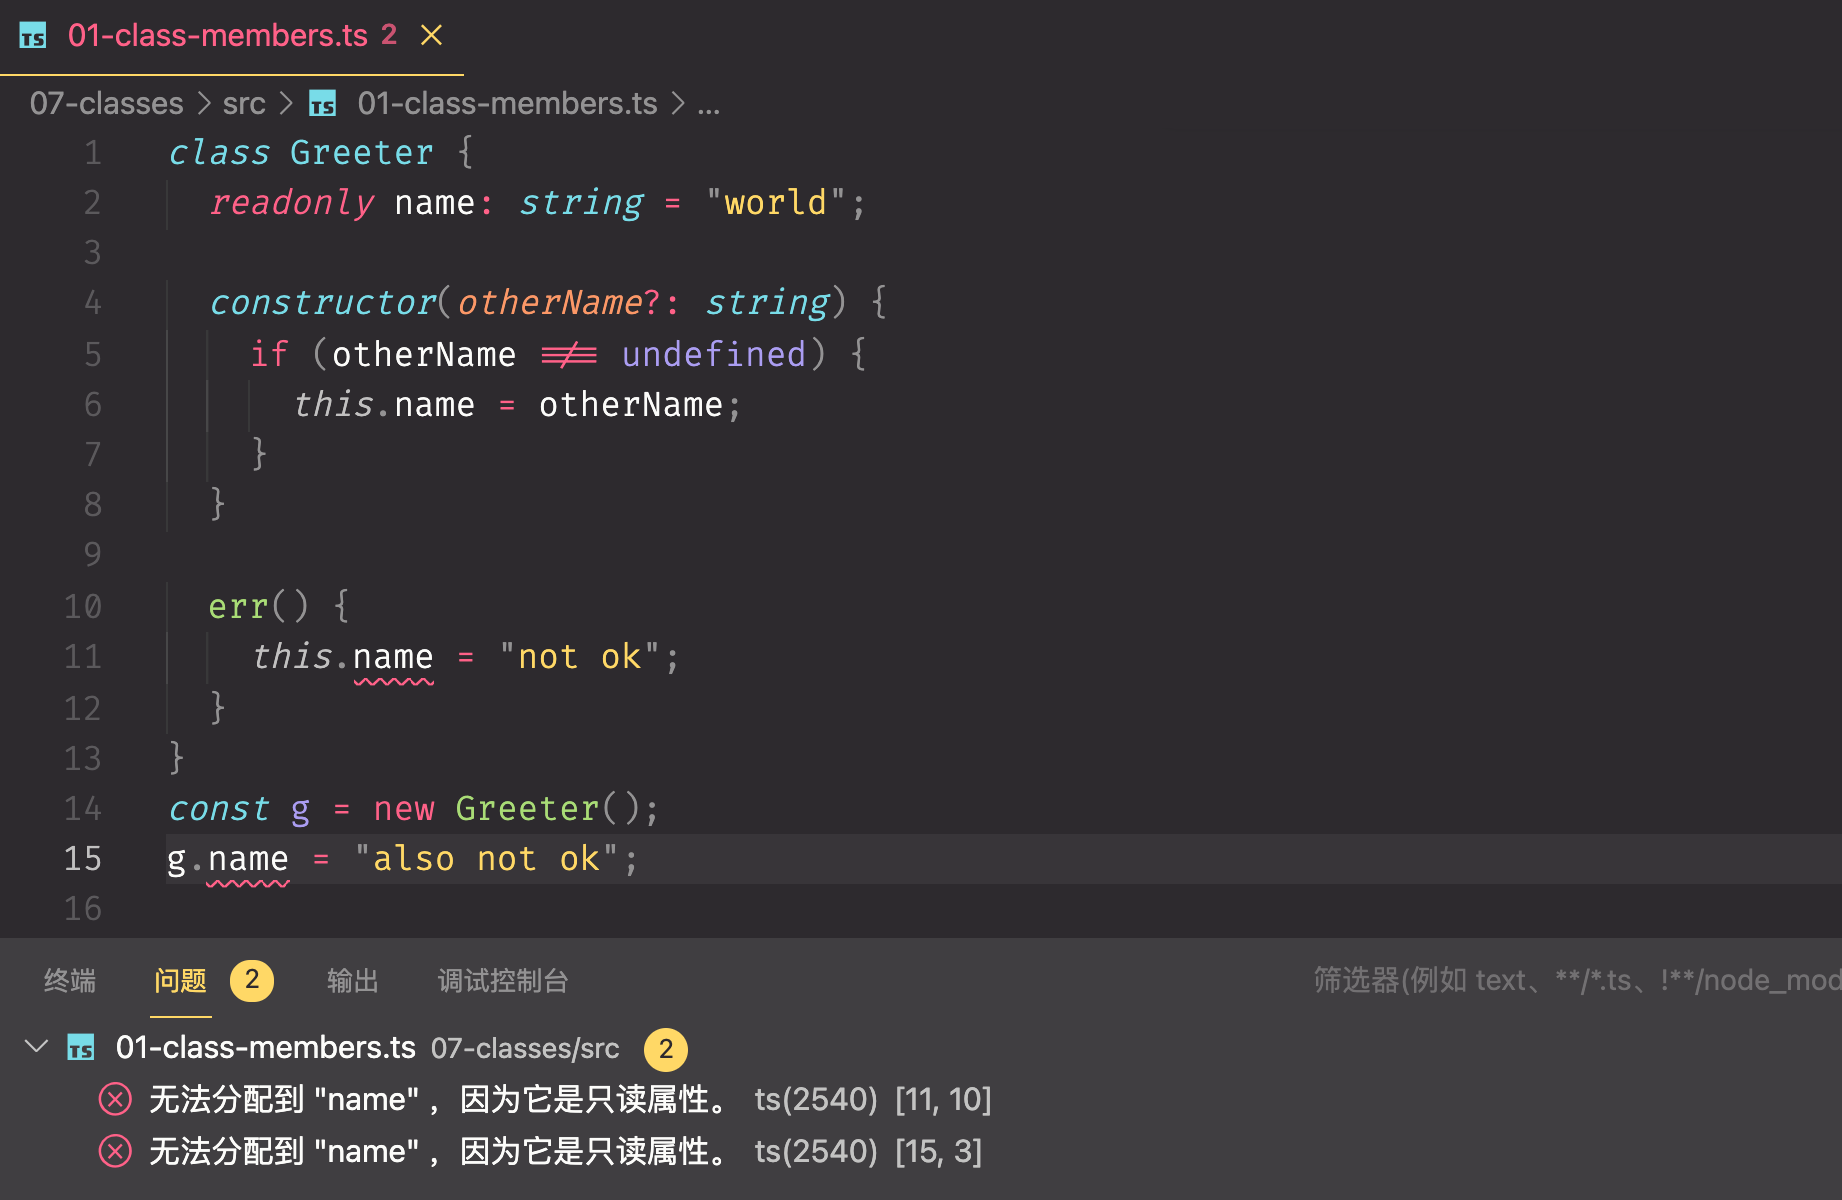 TS 01-class-members.ts 2
07-classes > src > TS 01-class-members.ts > ...
1 class Greeter {
2 readonly name: string = "world";
3
4 constructor(otherName?: string) {
5 if (otherName !== undefined) {
6 this.name = otherName;
7 }
8 }
9
10 err() {
11 this.name = "not ok";
12 }
13 }
14 const g = new Greeter();
15 g.name = "also not ok";
16
终端 问题 2 输出 调试控制台 筛选器(例如 text、**/*.ts、!**/node_mod
TS 01-class-members.ts 07-classes/src 2
无法分配到 "name" ，因为它是只读属性。 ts(2540) [11, 10]
无法分配到 "name" ，因为它是只读属性。 ts(2540) [15, 3]